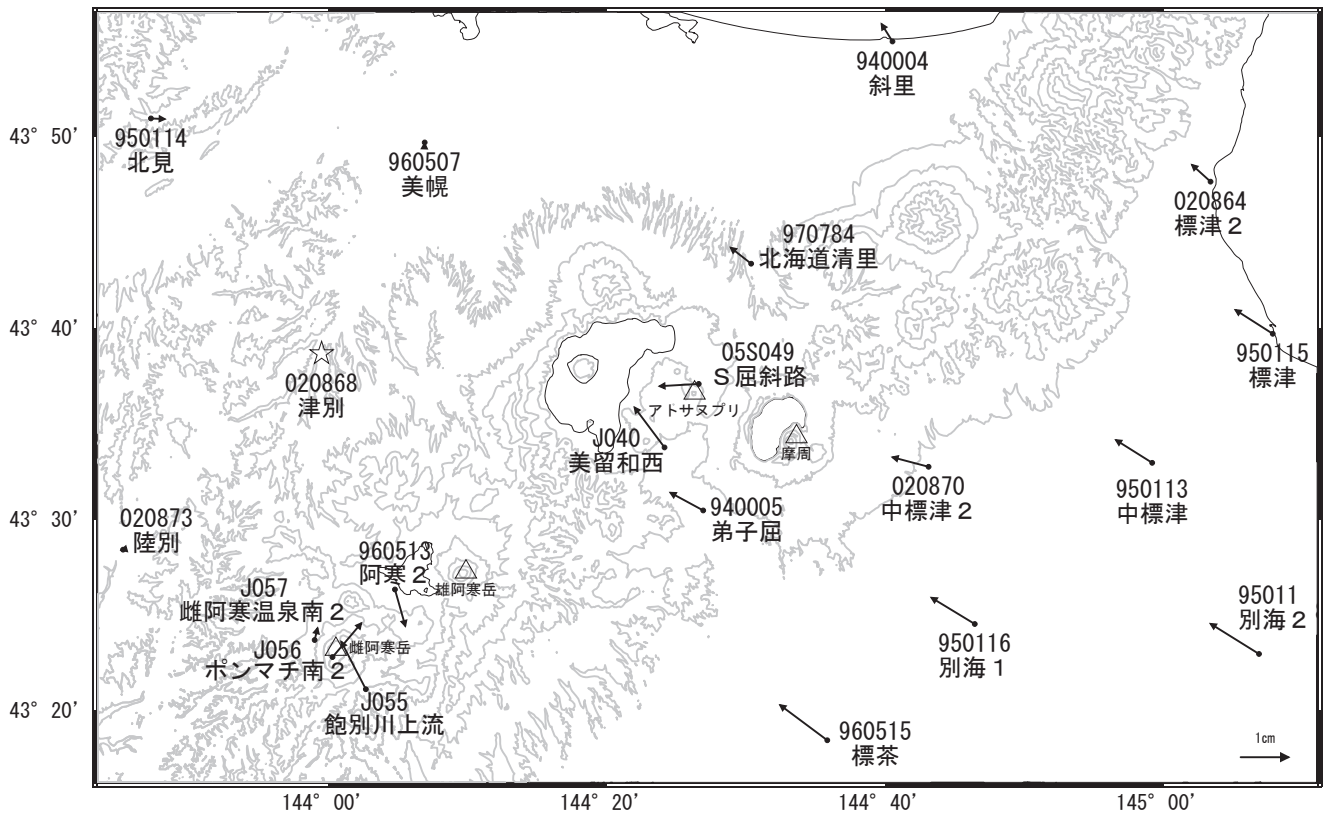 940004
斜里
43° 50'
950114
北見
960507
美幌
020864
標津２
970784
北海道清里
43° 40'
05S049
Ｓ屈斜路
950115
標津
020868
津別
アトサヌプリ
J040
美留和西
摩周
020870
中標津２
950113
中標津
43° 30'
020873
陸別
940005
弟子屈
960513
阿寒２
雄阿寒岳
J057
雌阿寒温泉南２
95011
別海２
J056
ポンマチ南２
雌阿寒岳
950116
別海１
43° 20'
J055
飽別川上流
960515
標茶
1cm
144° 00'
144° 20'
144° 40'
145° 00'